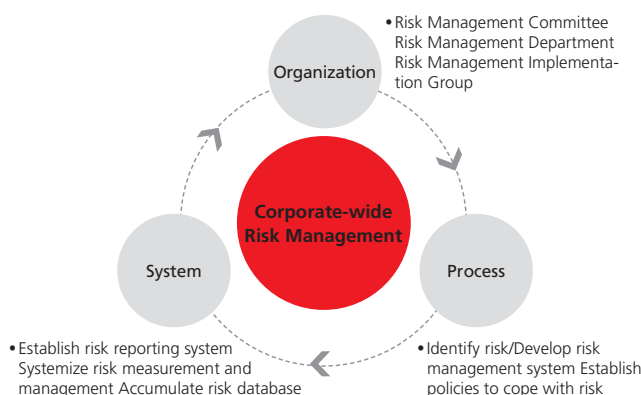 • Risk Management Committee
Risk Management Department
Risk Management Implementa-
tion Group
Organization
Corporate-wide
Risk Management
System
Process
• Establish risk reporting system
Systemize risk measurement and
management Accumulate risk database
• Identify risk/Develop risk
management system Establish
policies to cope with risk